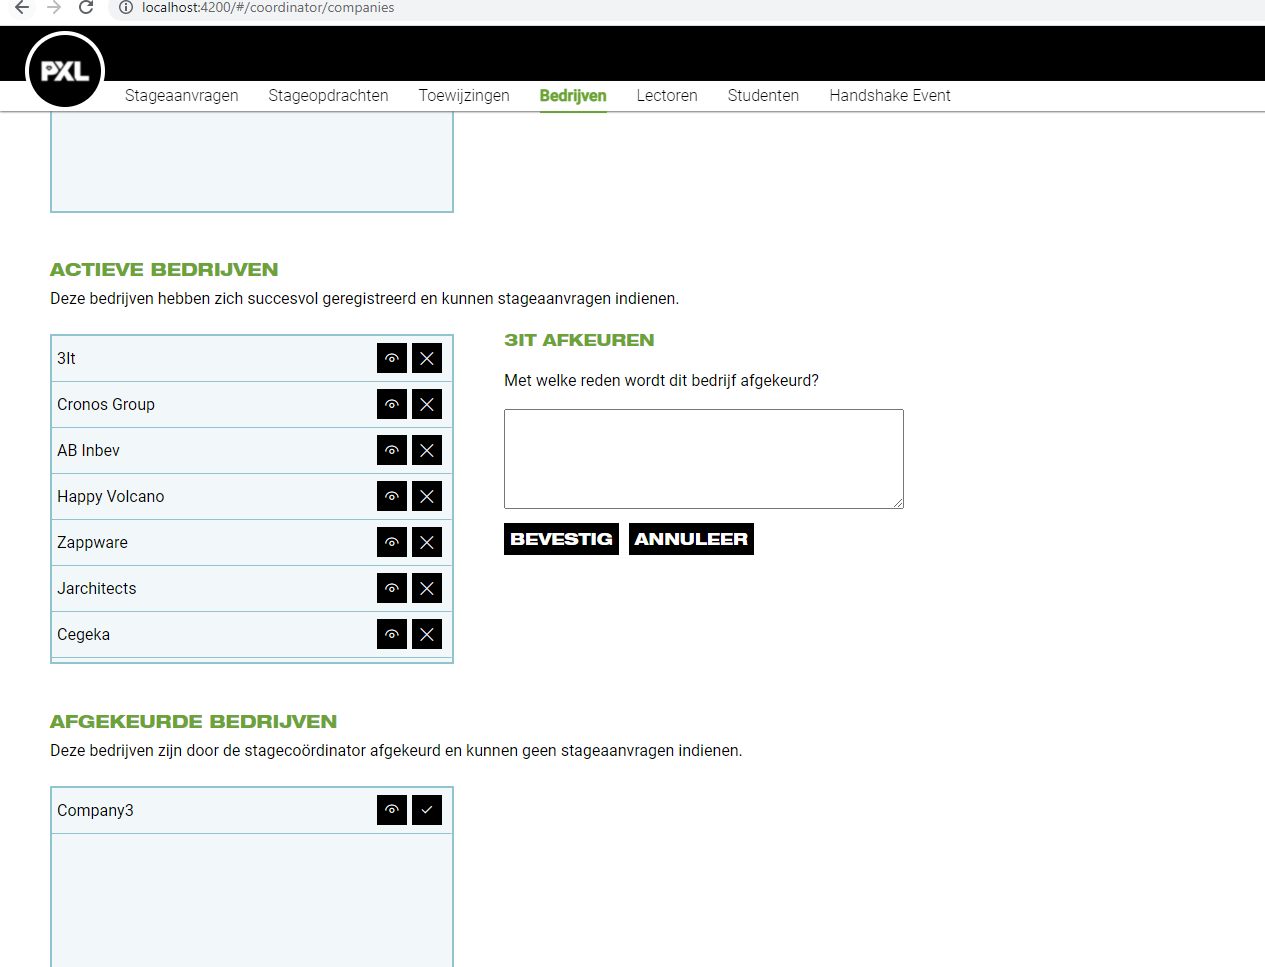 localhost:4200/#/coordinator/companies
PXL
Stageaanvragen Stageopdrachten Toewijzingen Bedrijven Lectoren Studenten Handshake Event
ACTIEVE BEDRIJVEN
Deze bedrijven hebben zich succesvol geregistreerd en kunnen stageaanvragen indienen.
3It
Cronos Group
AB Inbev
Happy Volcano
Zappware
Jarchitects
Cegeka
3IT AFKEUREN
Met welke reden wordt dit bedrijf afgekeurd?
BEVESTIG ANNULEER
AFGEKEURDE BEDRIJVEN
Deze bedrijven zijn door de stagecoördinator afgekeurd en kunnen geen stageaanvragen indienen.
Company3